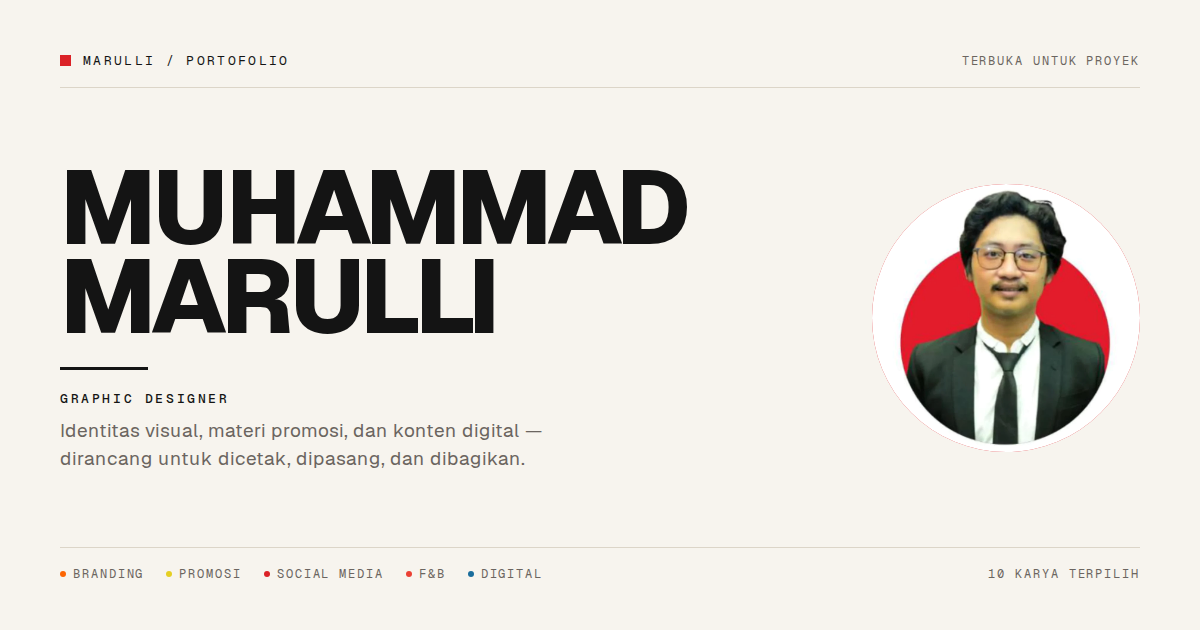 MARULLI / PORTOFOLIO
TERBUKA UNTUK PROYEK
MUHAMMAD
MARULLI
GRAPHIC DESIGNER
Identitas visual, materi promosi, dan konten digital —
dirancang untuk dicetak, dipasang, dan dibagikan.
BRANDING
PROMOSI
SOCIAL MEDIA
F&B
DIGITAL
10 KARYA TERPILIH